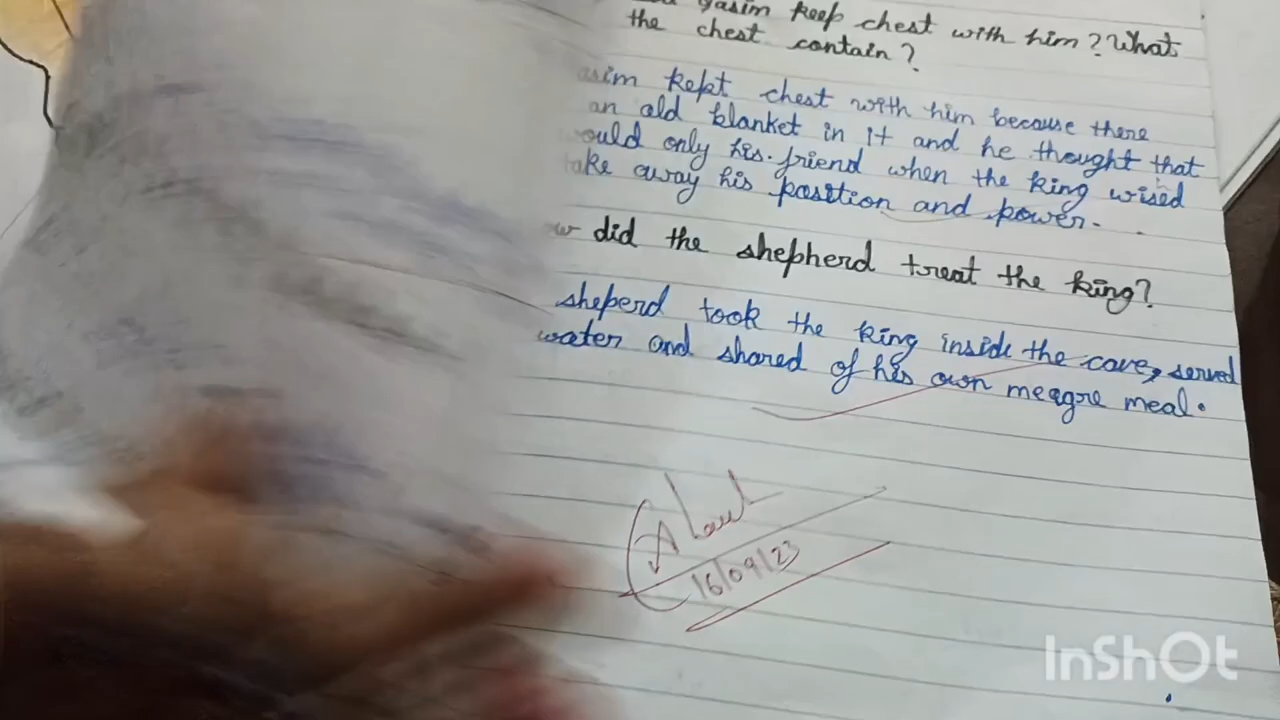 yasim keep chest with him? What
the chest contain?
asim kept chest with him because there
an old blanket in it and he thought that
ould only his friend when the king wised
take away his position and power.
w did the shepherd treat the king?
sheperd took the king inside the cave, served
water and shared of his own meagre meal.
16/09/23
InShOt